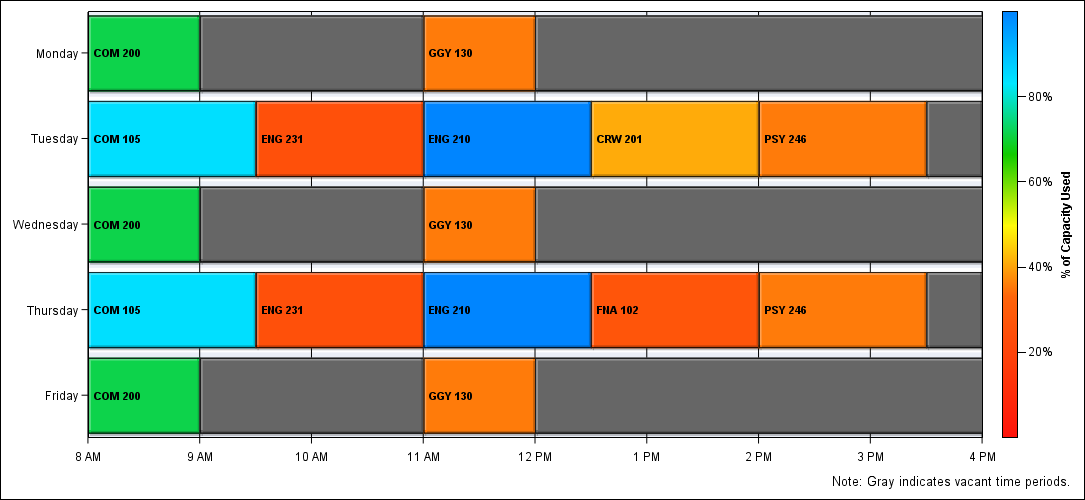 Monday
COM 200
GGY 130
Tuesday
COM 105
ENG 231
ENG 210
CRW 201
PSY 246
Wednesday
COM 200
GGY 130
Thursday
COM 105
ENG 231
ENG 210
FNA 102
PSY 246
Friday
COM 200
GGY 130
8 AM
9 AM
10 AM
11 AM
12 PM
1 PM
2 PM
3 PM
4 PM
80%
60%
40%
20%
% of Capacity Used
Note: Gray indicates vacant time periods.